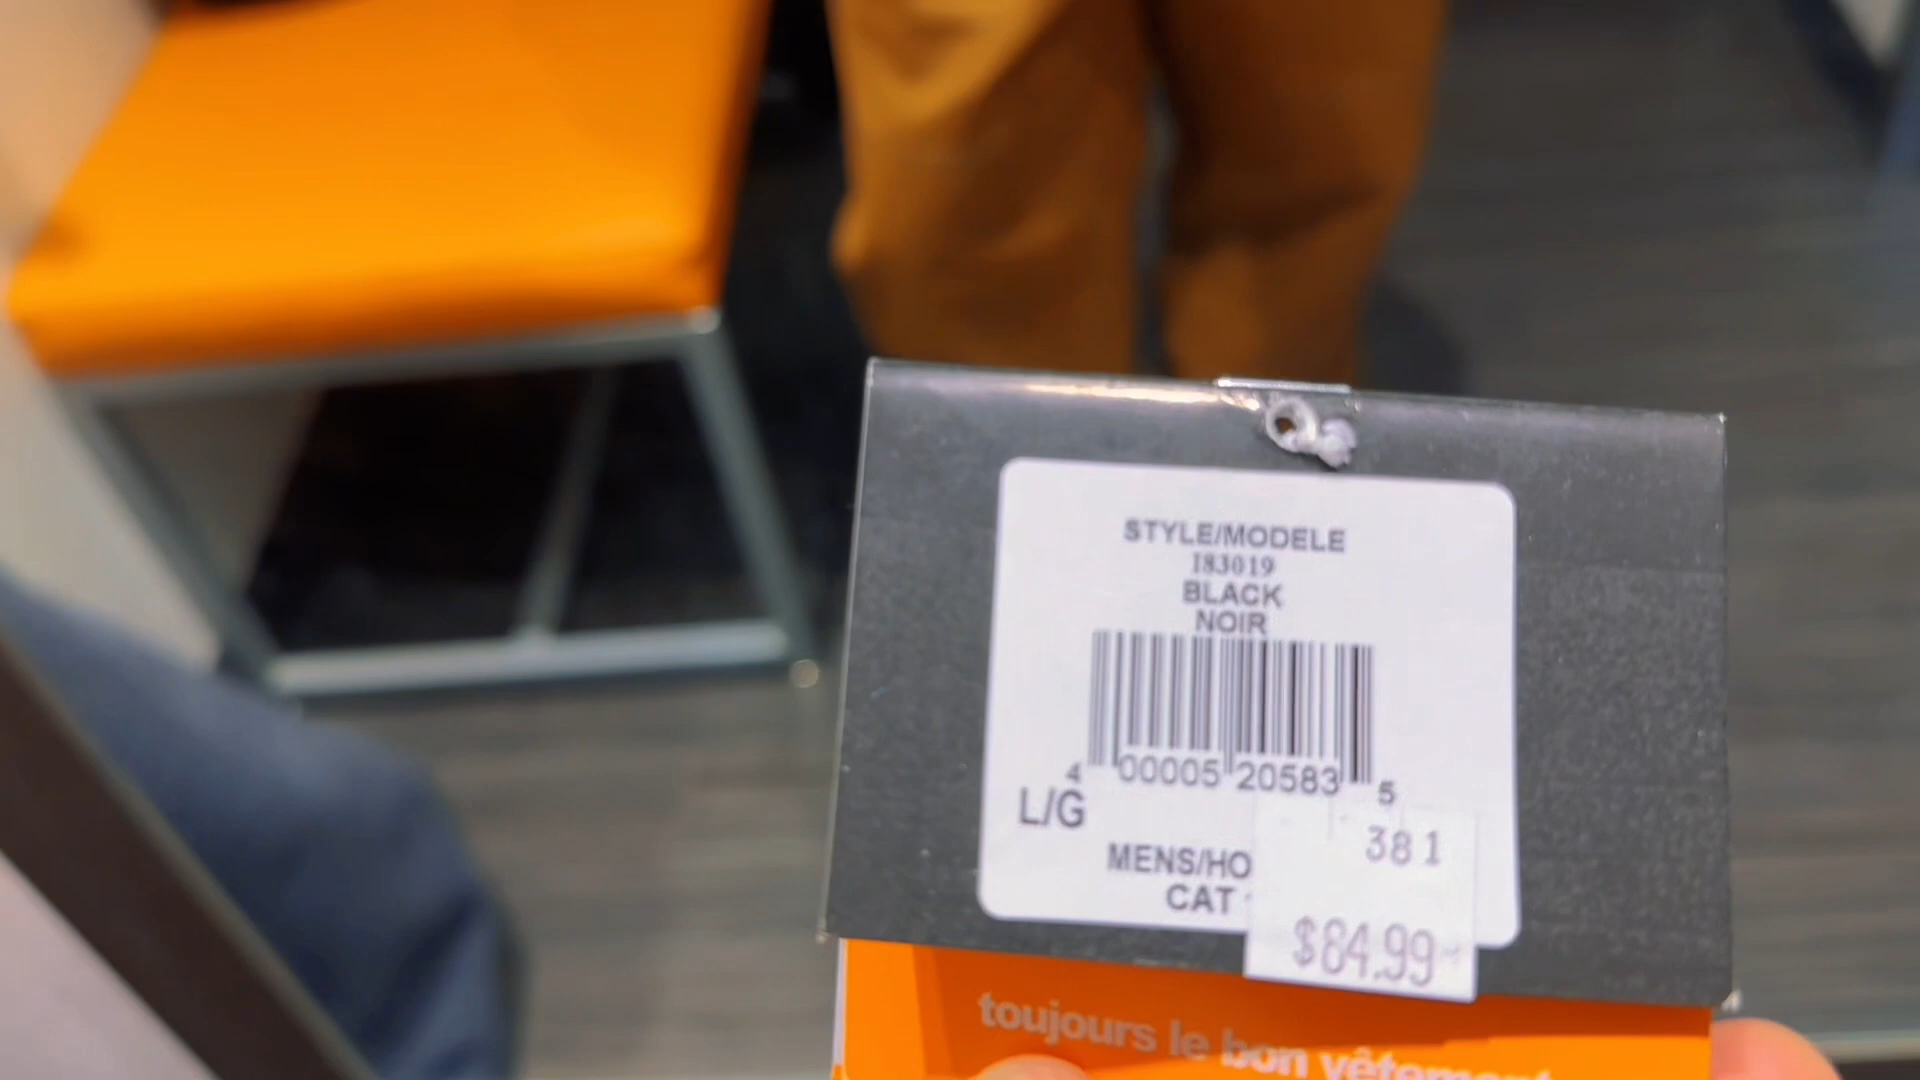 STYLE/MODELE
I83019
BLACK
NOIR
4 00005 20583 5
L/G
381
MENS/HO
CAT
$84.99
toujours le bon vêtement